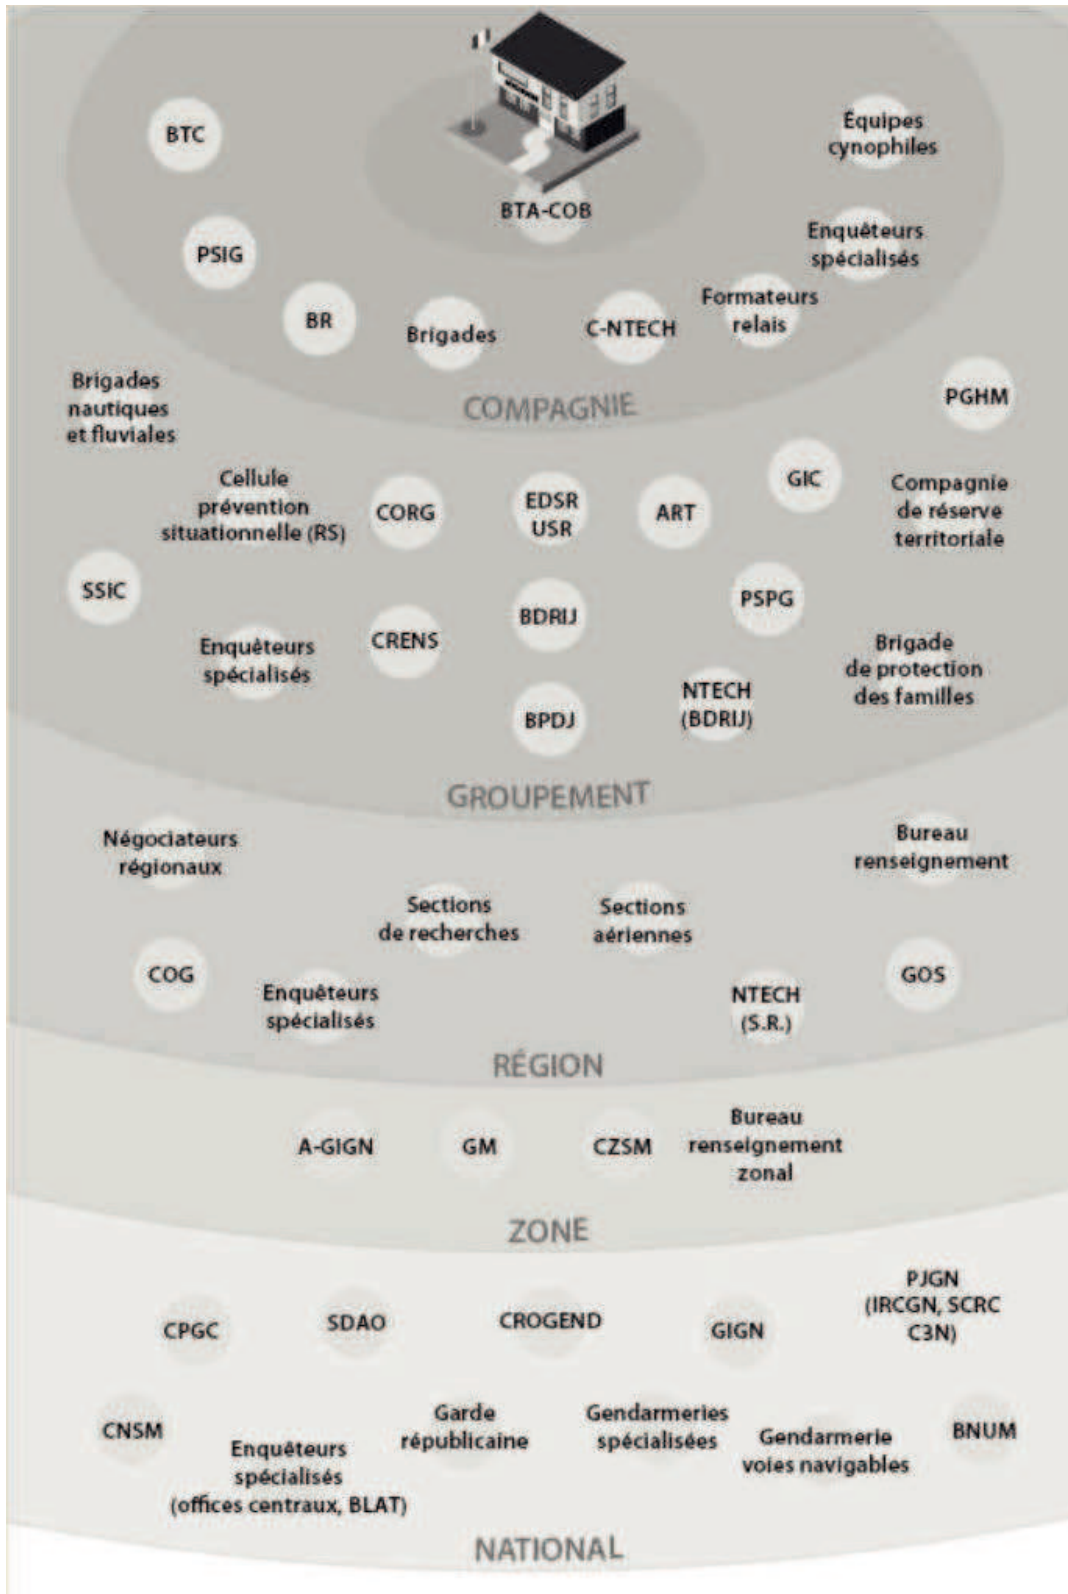 BTC
Équipes
cynophiles
BTA-COB
PSIG
Enquêteurs
spécialisés
BR
Brigades
C-NTECH
Formateurs
relais
COMPAGNIE
Brigades
nautiques
et fluviales
PGHM
Cellule
prévention
situationnelle (RS)
CORG
EDSR
USR
ART
GIC
Compagnie
de réserve
territoriale
SSIC
Enquêteurs
spécialisés
CRENS
BDRIJ
PSPG
Brigade
de protection
des familles
BPDJ
NTECH
(BDRIJ)
GROUPEMENT
Négociateurs
régionaux
Bureau
renseignement
Sections
de recherches
Sections
aériennes
COG
Enquêteurs
spécialisés
NTECH
(S.R.)
GOS
RÉGION
A-GIGN
GM
CZSM
Bureau
renseignement
zonal
ZONE
CPGC
SDAO
CROGEND
GIGN
PJGN
(IRCGN, SCRC
C3N)
CNSM
Enquêteurs
spécialisés
(offices centraux, BLAT)
Garde
républicaine
Gendarmeries
spécialisées
Gendarmerie
voies navigables
BNUM
NATIONAL